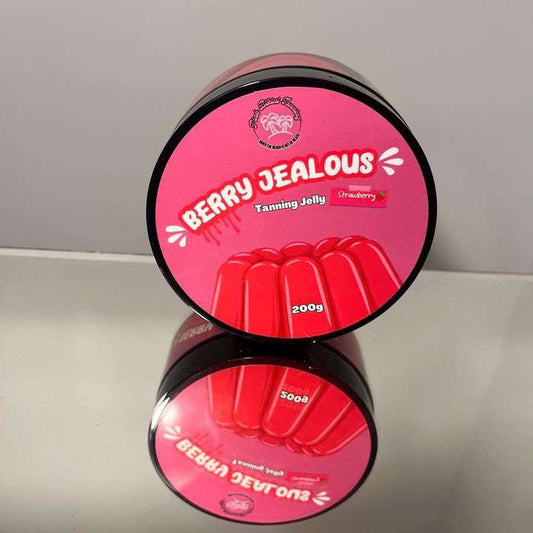 BERRY JEALOUS
Tanning Jelly
Strawberry
200g